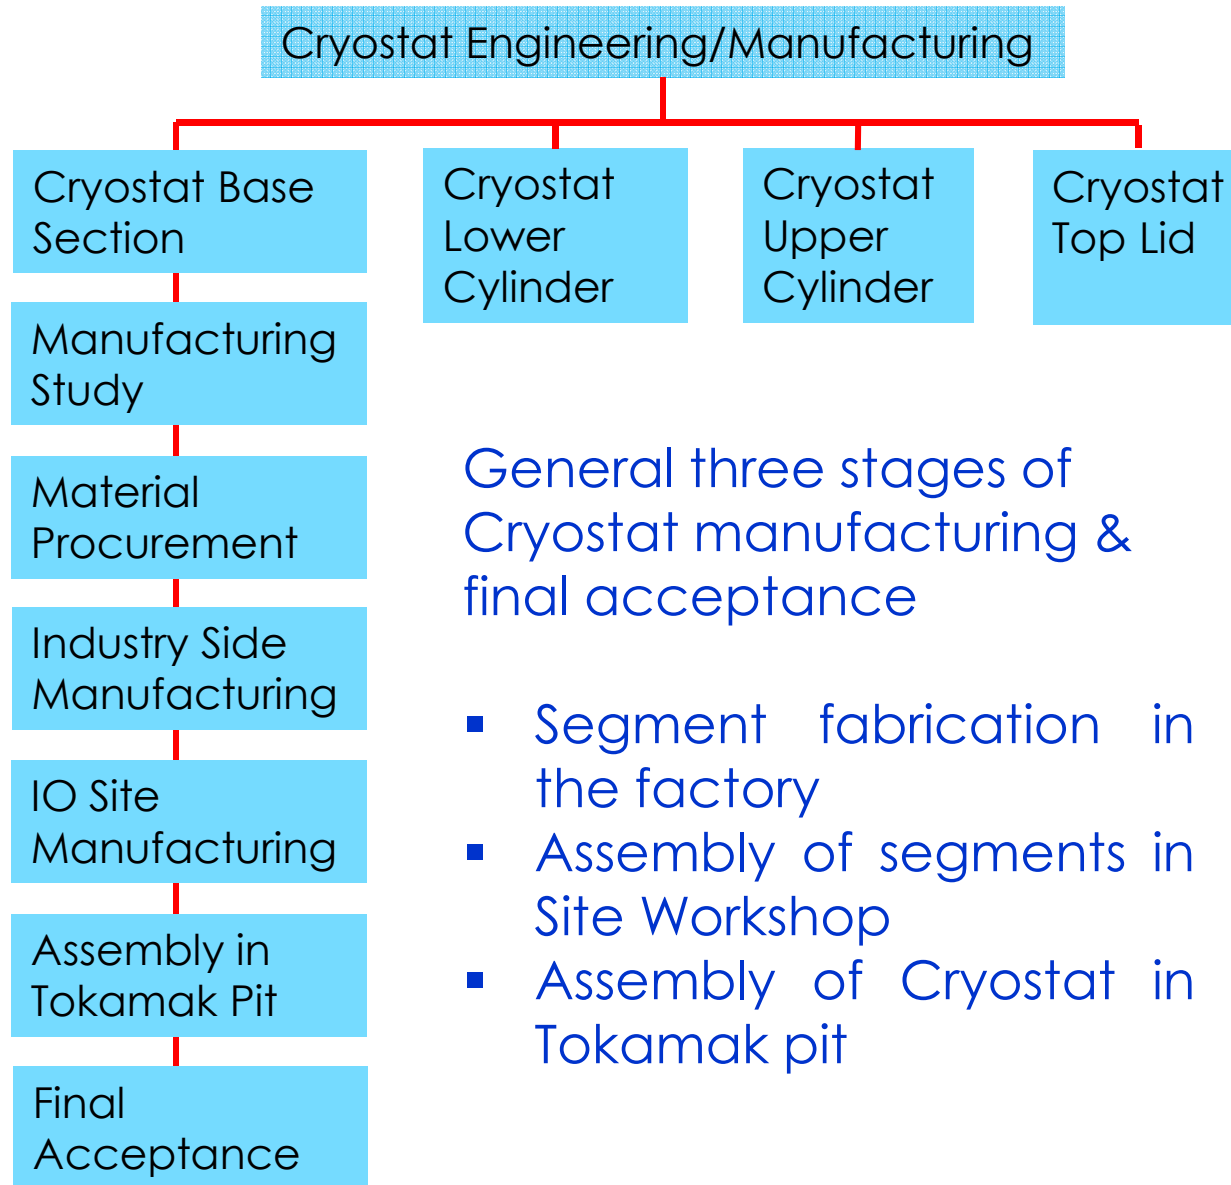 Cryostat Engineering/Manufacturing
Cryostat Base
Section
Cryostat
Lower
Cylinder
Cryostat
Upper
Cylinder
Cryostat
Top Lid
Manufacturing
Study
Material
Procurement
Industry Side
Manufacturing
IO Site
Manufacturing
Assembly in
Tokamak Pit
Final
Acceptance
General three stages of
Cryostat manufacturing &
final acceptance
▪ Segment fabrication in
the factory
▪ Assembly of segments in
Site Workshop
▪ Assembly of Cryostat in
Tokamak pit